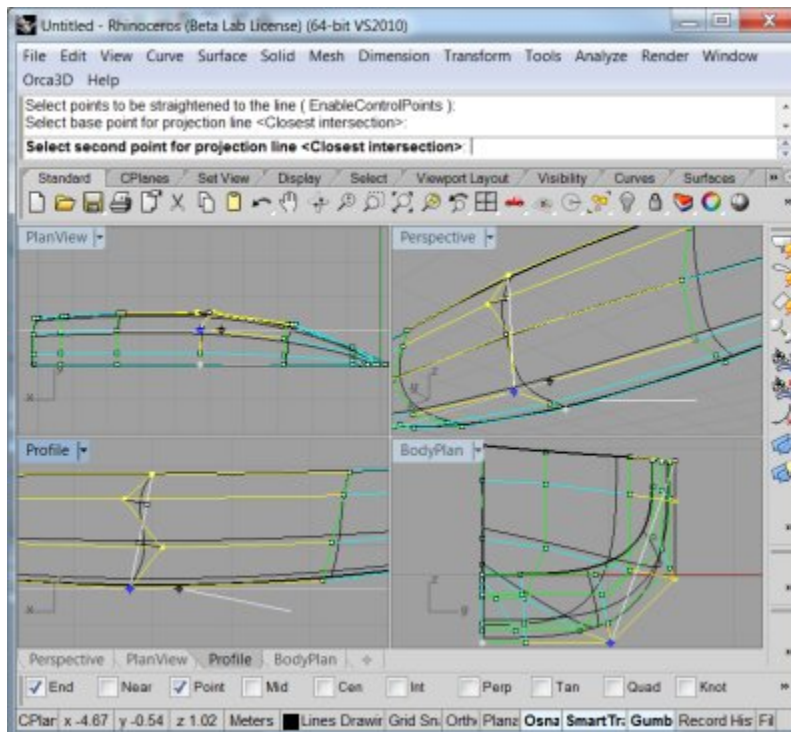 Untitled - Rhinoceros (Beta Lab License) (64-bit VS2010)
File Edit View Curve Surface Solid Mesh Dimension Transform Tools Analyze Render Window
Orca3D Help
Select points to be straightened to the line ( EnableControlPoints ):
Select base point for projection line <Closest intersection>:
Select second point for projection line <Closest intersection>:
Standard CPlanes Set View Display Select Viewport Layout Visibility Curves Surfaces »
PlanView Perspective
x y z
Profile BodyPlan
x z y
Perspective PlanView Profile BodyPlan
End Near Point Mid Cen Int Perp Tan Quad Knot »
CPlar x -4.67 y -0.54 z 1.02 Meters Lines Drawir Grid Sn Orth Plana Osna SmartTr Gumb Record His Fil